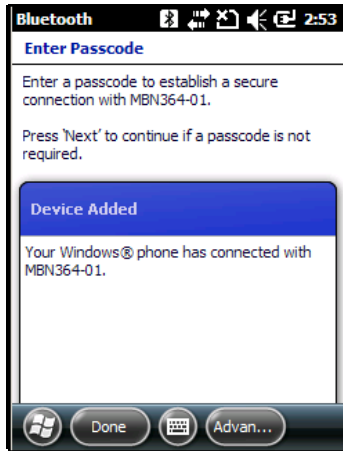 Bluetooth 2:53
Enter Passcode
Enter a passcode to establish a secure
connection with MBN364-01.
Press 'Next' to continue if a passcode is not
required.
Device Added
Your Windows® phone has connected with
MBN364-01.
Done Advan...